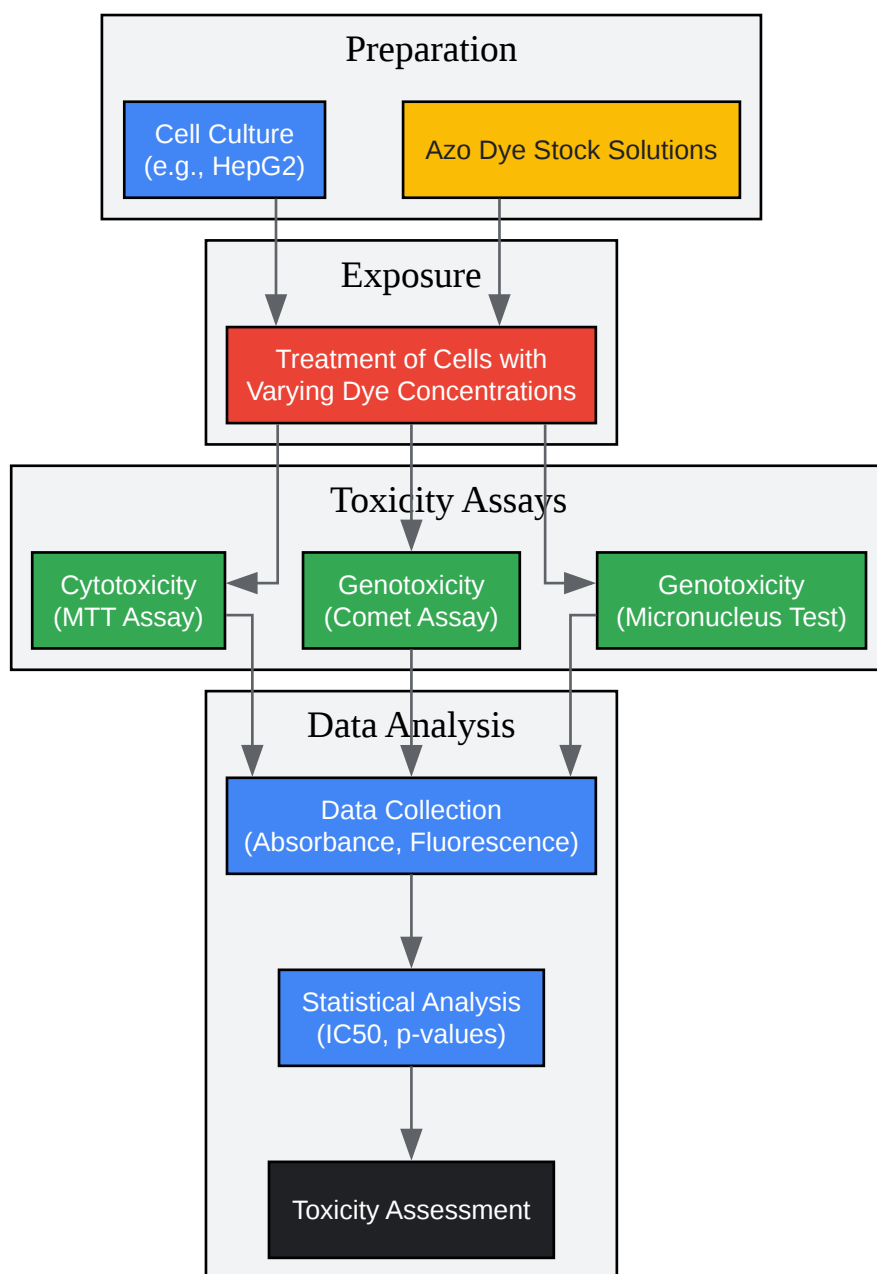 Preparation
Cell Culture
(e.g., HepG2)
Azo Dye Stock Solutions
Exposure
Treatment of Cells with
Varying Dye Concentrations
Toxicity Assays
Cytotoxicity
(MTT Assay)
Genotoxicity
(Comet Assay)
Genotoxicity
(Micronucleus Test)
Data Analysis
Data Collection
(Absorbance, Fluorescence)
Statistical Analysis
(IC50, p-values)
Toxicity Assessment